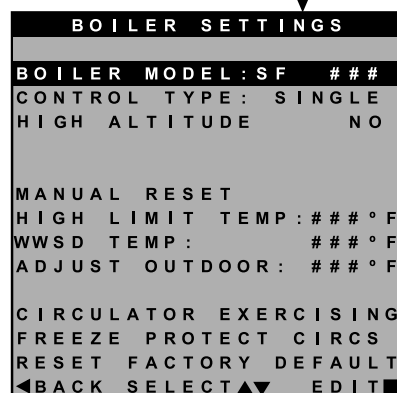 BOILER SETTINGS
BOILER MODEL:SF ###
CONTROL TYPE: SINGLE
HIGH ALTITUDE NO
MANUAL RESET
HIGH LIMIT TEMP:###°F
WWSD TEMP: ###°F
ADJUST OUTDOOR: ###°F
CIRCULATOR EXERCISING
FREEZE PROTECT CIRCS
RESET FACTORY DEFAULT
◀BACK SELECT▲▼ EDIT■